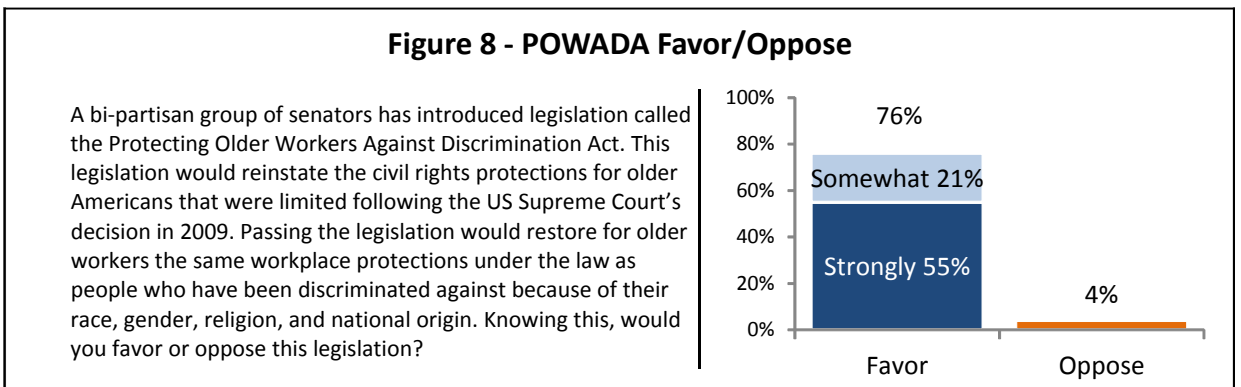 Figure 8 - POWADA Favor/Oppose
A bi-partisan group of senators has introduced legislation called
the Protecting Older Workers Against Discrimination Act. This
legislation would reinstate the civil rights protections for older
Americans that were limited following the US Supreme Court’s
decision in 2009. Passing the legislation would restore for older
workers the same workplace protections under the law as
people who have been discriminated against because of their
race, gender, religion, and national origin. Knowing this, would
you favor or oppose this legislation?
100%
80%
60%
40%
20%
0%
76%
Somewhat 21%
Strongly 55%
4%
Favor
Oppose